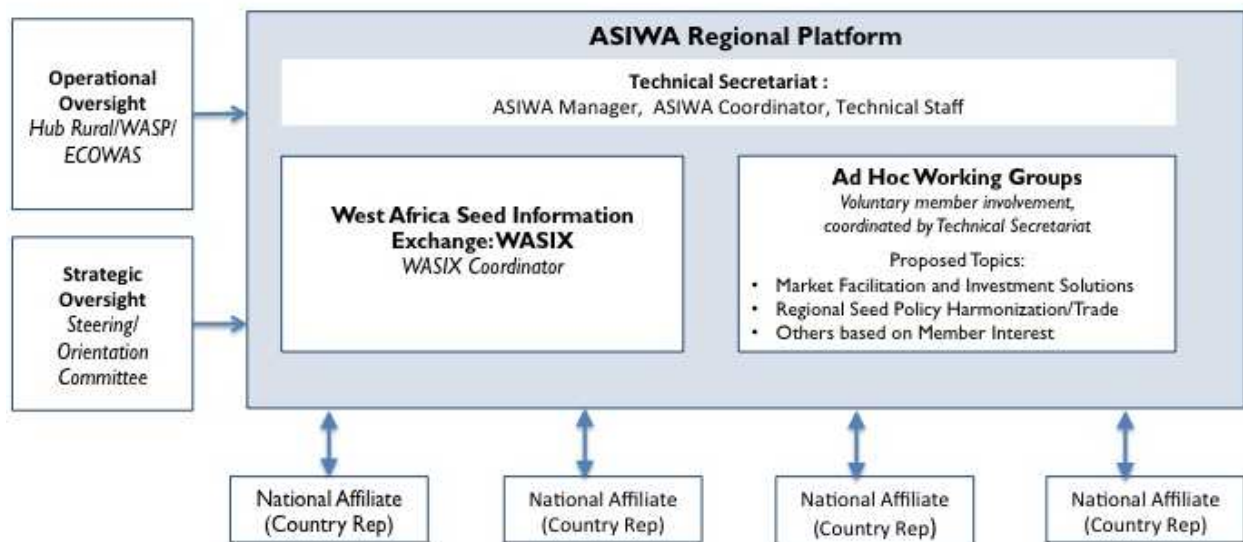 Operational
Oversight
Hub Rural/WASP/
ECOWAS
Strategic
Oversight
Steering/
Orientation
Committee
ASIWA Regional Platform
Technical Secretariat :
ASIWA Manager, ASIWA Coordinator, Technical Staff
West Africa Seed Information
Exchange: WASIX
WASIX Coordinator
Ad Hoc Working Groups
Voluntary member involvement,
coordinated by Technical Secretariat
Proposed Topics:
• Market Facilitation and Investment Solutions
• Regional Seed Policy Harmonization/Trade
• Others based on Member Interest
National Affiliate
(Country Rep)
National Affiliate
(Country Rep)
National Affiliate
(Country Rep)
National Affiliate
(Country Rep)